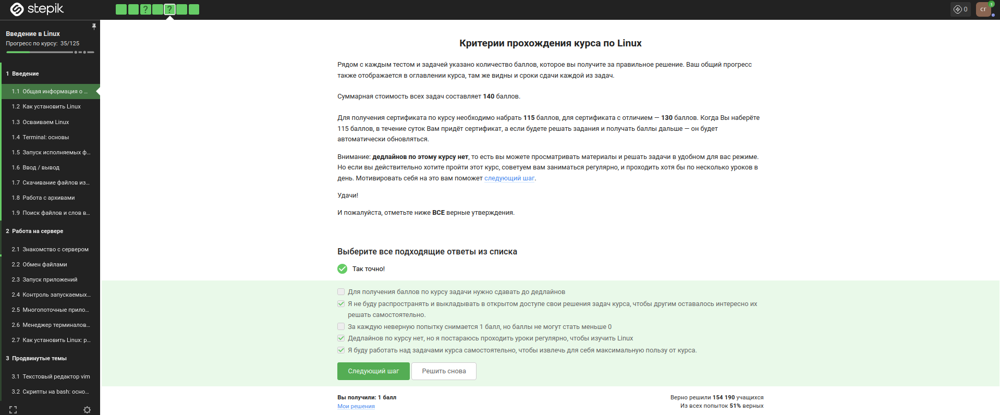 stepik
?
?
0
СГ
1
Введение в Linux
Прогресс по курсу: 35/125
1 Введение
1.1 Общая информация о ...
1.2 Как установить Linux
1.3 Осваиваем Linux
1.4 Terminal: основы
1.5 Запуск исполняемых ф...
1.6 Ввод / вывод
1.7 Скачивание файлов из...
1.8 Работа с архивами
1.9 Поиск файлов и слов в...
2 Работа на сервере
2.1 Знакомство с сервером
2.2 Обмен файлами
2.3 Запуск приложений
2.4 Контроль запускаемых...
2.5 Многопоточные прило...
2.6 Менеджер терминалов...
2.7 Как установить Linux: р...
3 Продвинутые темы
3.1 Текстовый редактор vim
3.2 Скрипты на bash: осно...
Критерии прохождения курса по Linux
Рядом с каждым тестом и задачей указано количество баллов, которое вы получите за правильное решение. Ваш общий прогресс
также отображается в оглавлении курса, там же видны и сроки сдачи каждой из задач.
Суммарная стоимость всех задач составляет 140 баллов.
Для получения сертификата по курсу необходимо набрать 115 баллов, для сертификата с отличием — 130 баллов. Когда Вы наберёте
115 баллов, в течение суток Вам придёт сертификат, а если будете решать задания и получать баллы дальше — он будет
автоматически обновляться.
Внимание: дедлайнов по этому курсу нет, то есть вы можете просматривать материалы и решать задачи в удобном для вас режиме.
Но если вы действительно хотите пройти этот курс, советуем вам заниматься регулярно, и проходить хотя бы по несколько уроков в
день. Мотивировать себя на это вам поможет следующий шаг.
Удачи!
И пожалуйста, отметьте ниже ВСЕ верные утверждения.
Выберите все подходящие ответы из списка
Так точно!
Для получения баллов по курсу задачи нужно сдавать до дедлайнов
Я не буду распространять и выкладывать в открытом доступе свои решения задач курса, чтобы другим оставалось интересно их
решать самостоятельно.
За каждую неверную попытку снимается 1 балл, но баллы не могут стать меньше 0
Дедлайнов по курсу нет, но я постараюсь проходить уроки регулярно, чтобы изучить Linux
Я буду работать над задачами курса самостоятельно, чтобы извлечь для себя максимальную пользу от курса.
Следующий шаг
Решить снова
Вы получили: 1 балл
Мои решения
Верно решили 154 190 учащихся
Из всех попыток 51% верных